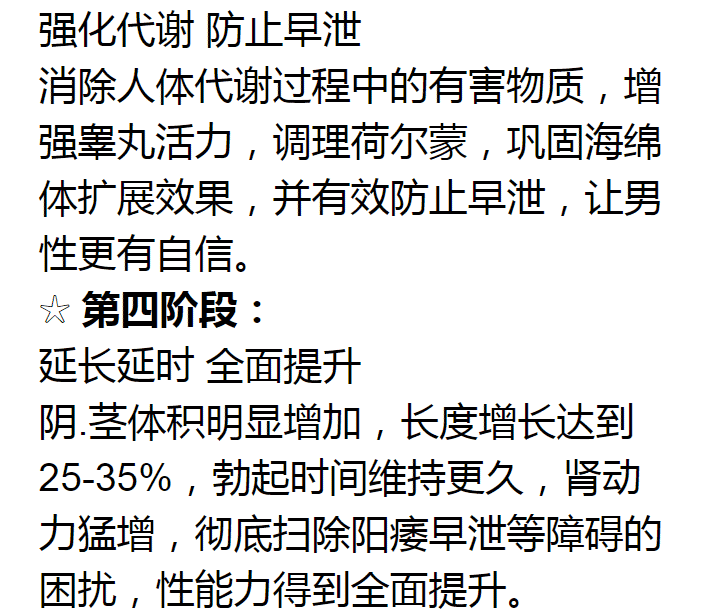 强化代谢 防止早泄
消除人体代谢过程中的有害物质，增
强睾丸活力，调理荷尔蒙，巩固海绵
体扩展效果，并有效防止早泄，让男
性更有自信。
☆ 第四阶段：
延长延时 全面提升
阴.茎体积明显增加，长度增长达到
25-35%，勃起时间维持更久，肾动
力猛增，彻底扫除阳痿早泄等障碍的
困扰，性能力得到全面提升。